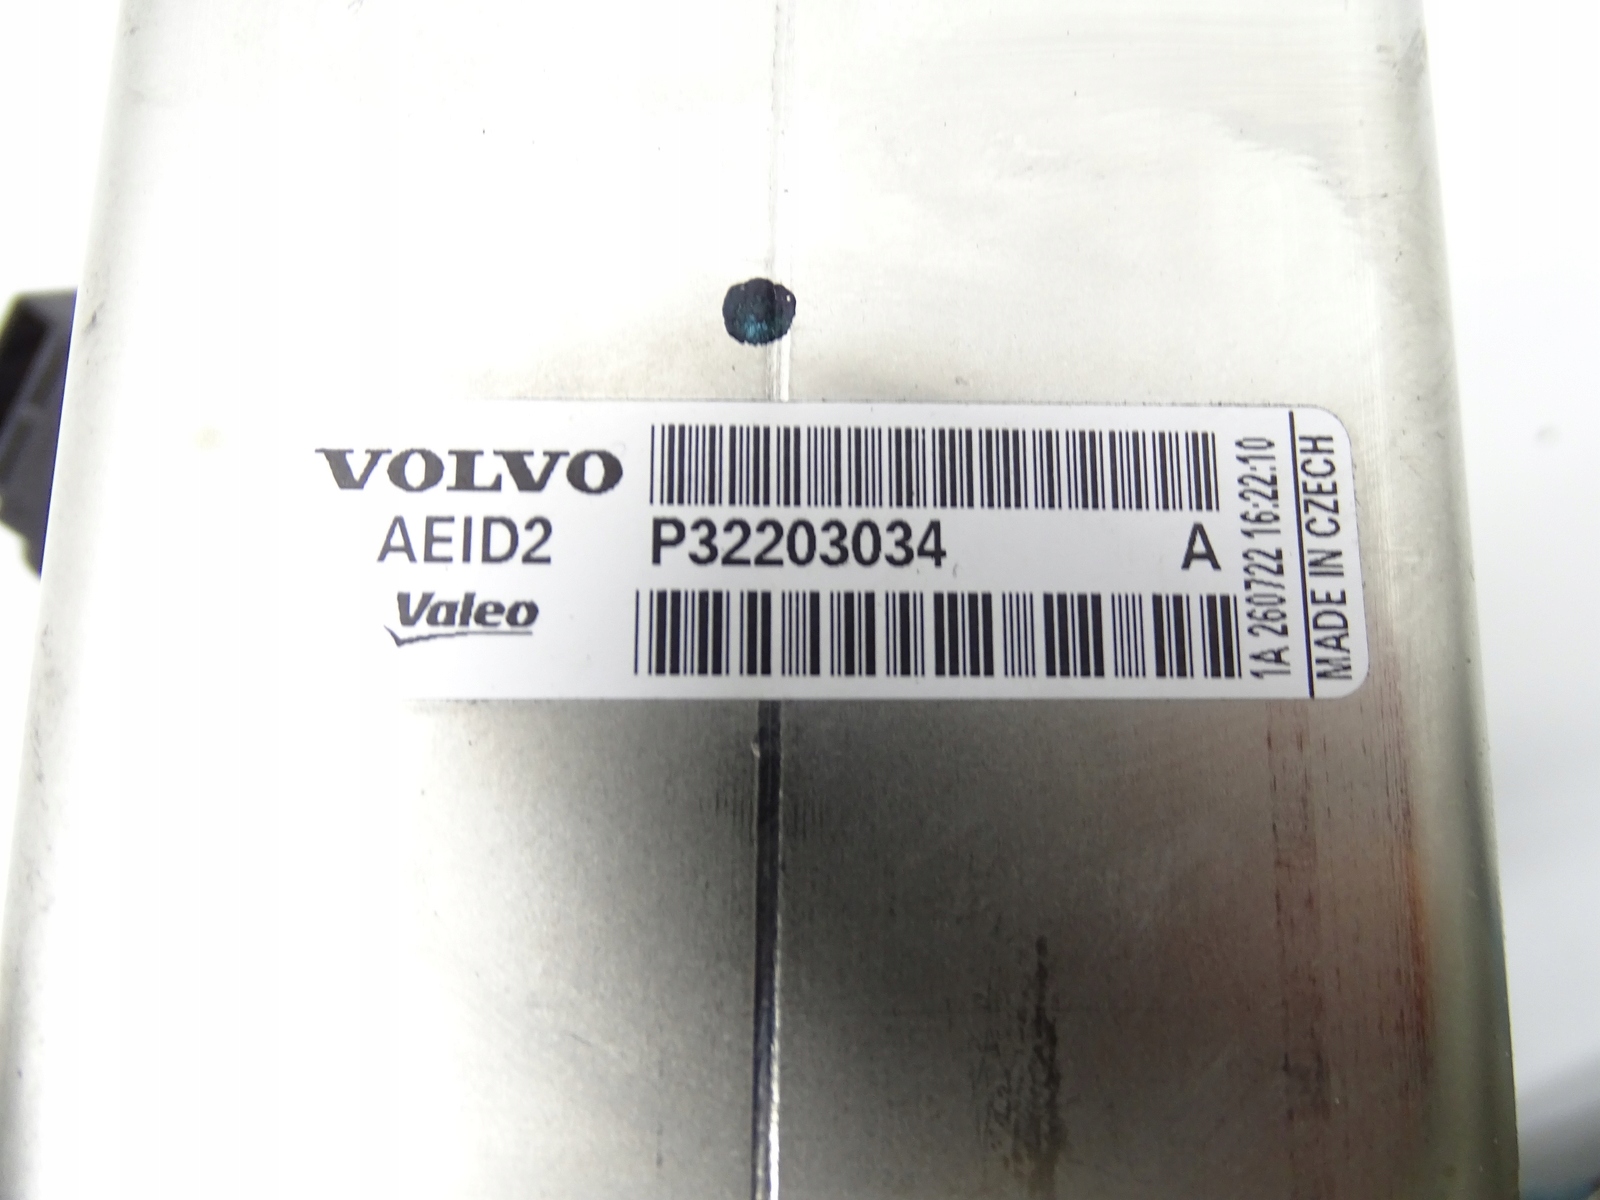 VOLVO
AEID2
Valeo
P32203034 A
1A 260722 16:22:10
MADE IN CZECH